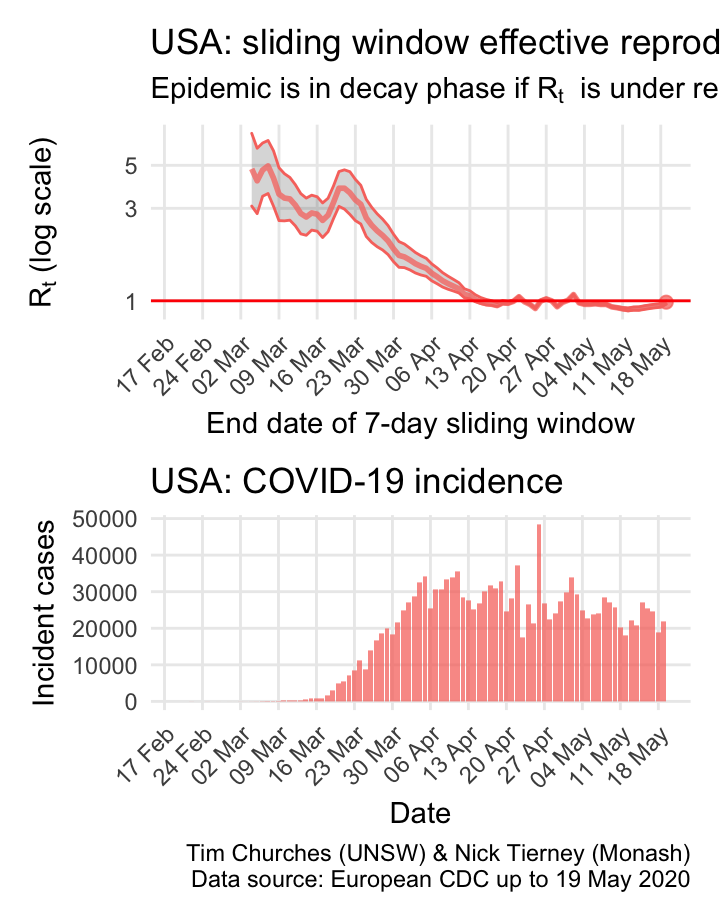 USA: sliding window effective reprod
Epidemic is in decay phase if Rt is under re
Rt (log scale)
5
3
1
17 Feb
24 Feb
02 Mar
09 Mar
16 Mar
23 Mar
30 Mar
06 Apr
13 Apr
20 Apr
27 Apr
04 May
11 May
18 May
End date of 7-day sliding window
USA: COVID-19 incidence
Incident cases
50000
40000
30000
20000
10000
0
17 Feb
24 Feb
02 Mar
09 Mar
16 Mar
23 Mar
30 Mar
06 Apr
13 Apr
20 Apr
27 Apr
04 May
11 May
18 May
Date
Tim Churches (UNSW) & Nick Tierney (Monash)
Data source: European CDC up to 19 May 2020